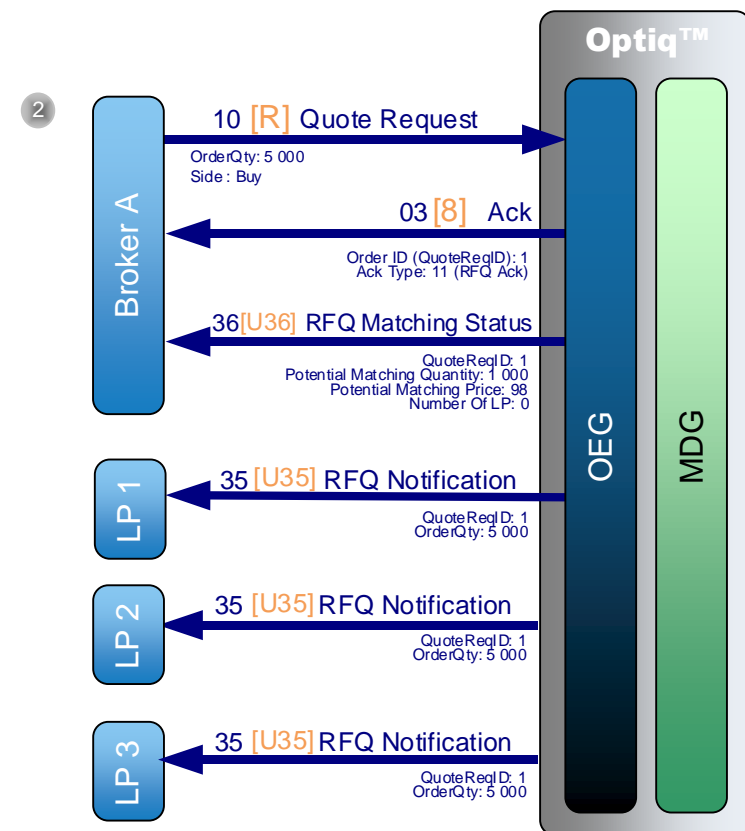 Optiq™
2
10 [R] Quote Request
OrderQty: 5 000
Side : Buy
03 [8] Ack
Order ID (QuoteReqID): 1
Ack Type: 11 (RFQ Ack)
Broker A
36[U36] RFQ Matching Status
QuoteReqID: 1
Potential Matching Quantity: 1 000
Potential Matching Price: 98
Number Of LP: 0
OEG
MDG
35 [U35] RFQ Notification
LP 1
QuoteReqID: 1
OrderQty: 5 000
35 [U35] RFQ Notification
LP 2
QuoteReqID: 1
OrderQty: 5 000
35 [U35] RFQ Notification
LP 3
QuoteReqID: 1
OrderQty: 5 000